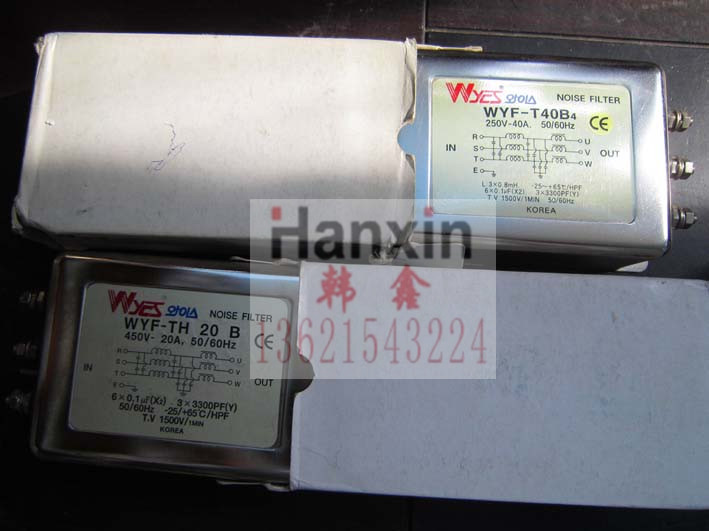 WYES 와이스 NOISE FILTER
WYF-T40B4
250V-40A, 50/60Hz
CE
R U
IN S V OUT
T W
E
L:3×0.8mH -25~+65℃/HPF
6×0.1μF(X2) 3×3300PF(Y)
T.V 1500V/1MIN 50/60Hz
KOREA
Hanxin
韩鑫
13621543224
WYES 와이스 NOISE FILTER
WYF-TH 20 B
450V- 20A, 50/60Hz
R U
S V
IN T W OUT
E
6×0.1μF(X2) 3×3300PF(Y)
50/60Hz -25/+65℃/HPF
T.V 1500V/1MIN
KOREA